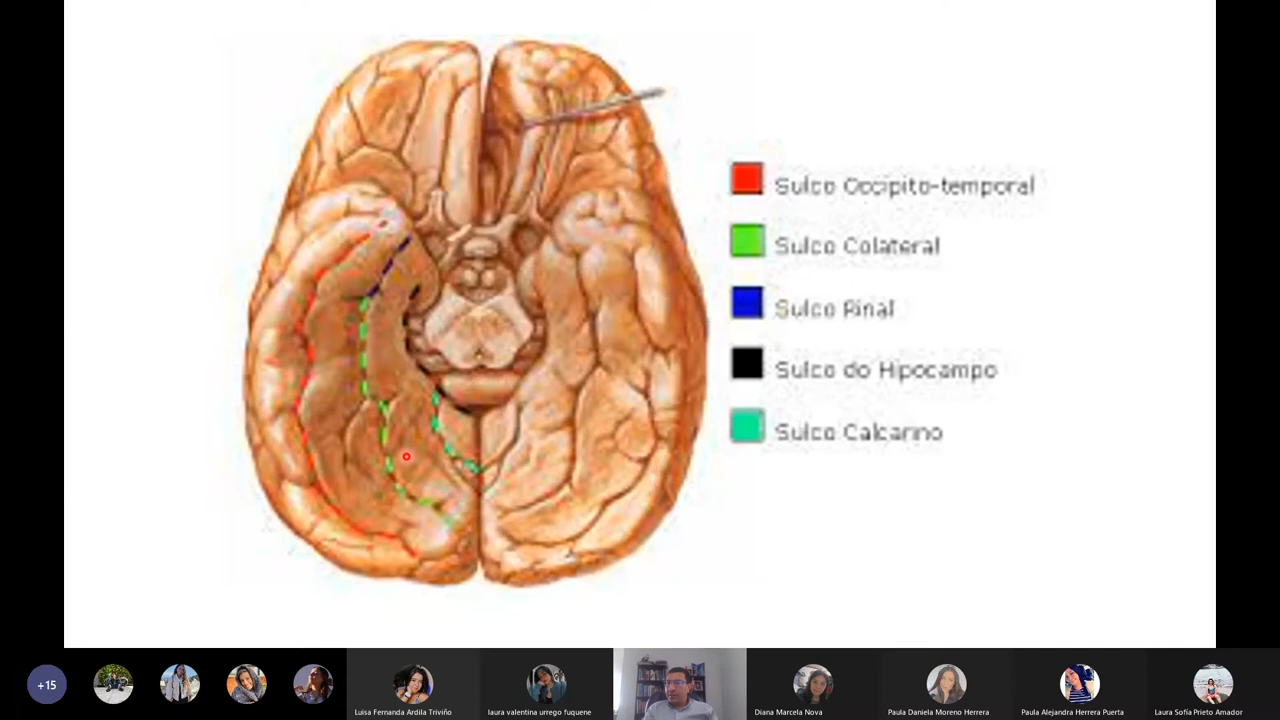 Sulco Occipito-temporal
Sulco Colateral
Sulco Rinal
Sulco do Hipocampo
Sulco Calcarino
+15
Luisa Fernanda Ardila Triviño
laura valentina urrego fuquene
Diana Marcela Nova
Paula Daniela Moreno Herrera
Paula Alejandra Herrera Puerta
Laura Sofía Prieto Amador